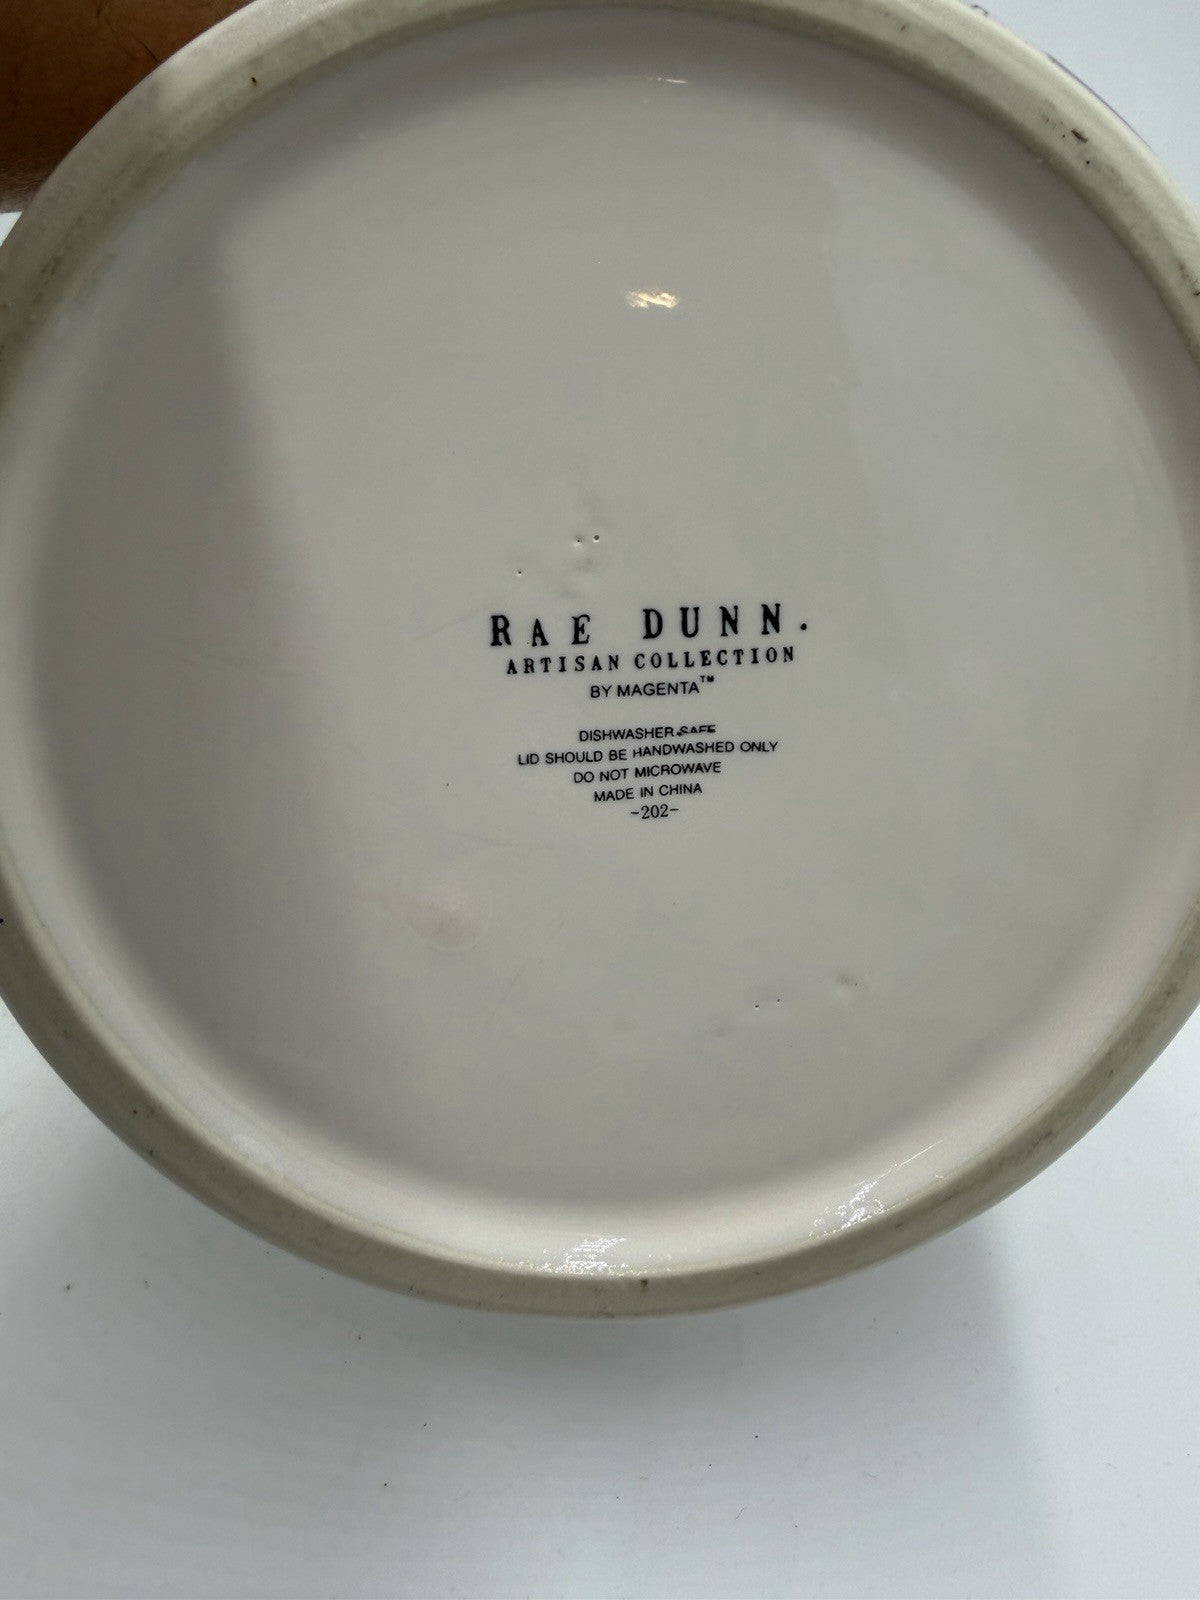 RAE DUNN.
ARTISAN COLLECTION
BY MAGENTA™
DISHWASHER SAFE
LID SHOULD BE HANDWASHED ONLY
DO NOT MICROWAVE
MADE IN CHINA
-202-